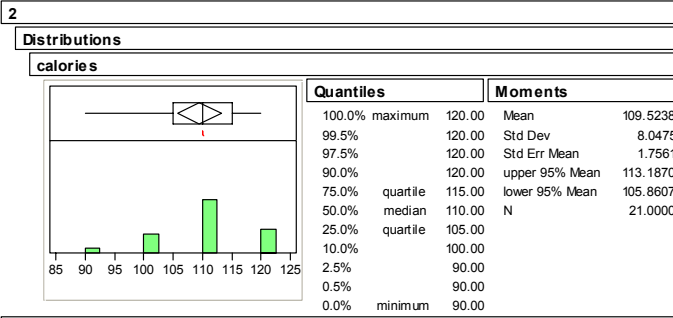 2
Distributions
calories
85 90 95 100 105 110 115 120 125
Quantiles
100.0% maximum 120.00
99.5% 120.00
97.5% 120.00
90.0% 120.00
75.0% quartile 115.00
50.0% median 110.00
25.0% quartile 105.00
10.0% 100.00
2.5% 90.00
0.5% 90.00
0.0% minimum 90.00
Moments
Mean 109.5238
Std Dev 8.0475
Std Err Mean 1.7561
upper 95% Mean 113.1870
lower 95% Mean 105.8607
N 21.0000